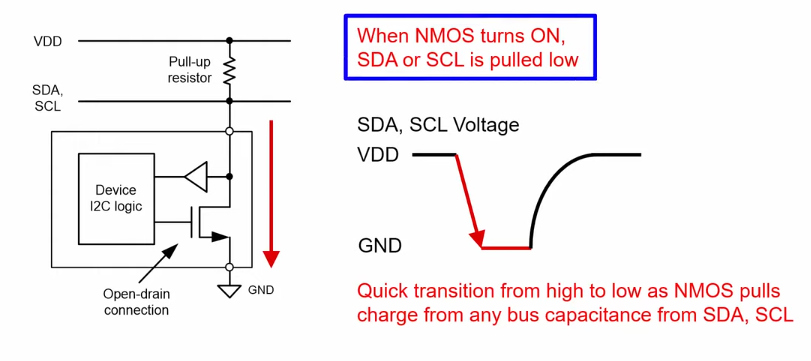 VDD
Pull-up
resistor
SDA,
SCL
Device
I2C logic
Open-drain
connection
GND
When NMOS turns ON,
SDA or SCL is pulled low
SDA, SCL Voltage
VDD
GND
Quick transition from high to low as NMOS pulls
charge from any bus capacitance from SDA, SCL